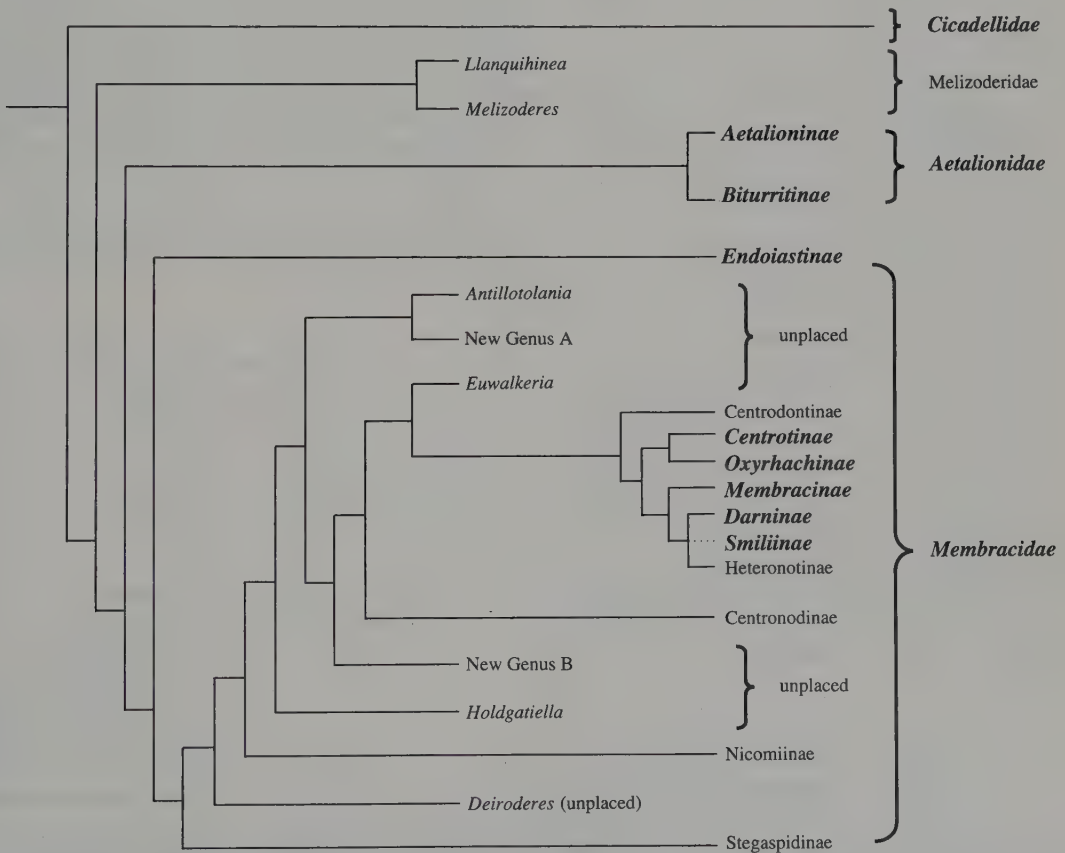 Cicadellidae
Llanquihinea
Melizoderidae
Melizoderes
Aetalioninae
Aetalionidae
Biturritinae
Endoiastinae
Antillotolania
unplaced
New Genus A
Euwalkeria
Centrodontinae
Centrotinae
Oxyrhachinae
Membracinae
Darninae
Smiliinae
Membracidae
Heteronotinae
Centronodinae
New Genus B
unplaced
Holdgatiella
Nicomiinae
Deiroderes (unplaced)
Stegaspidinae